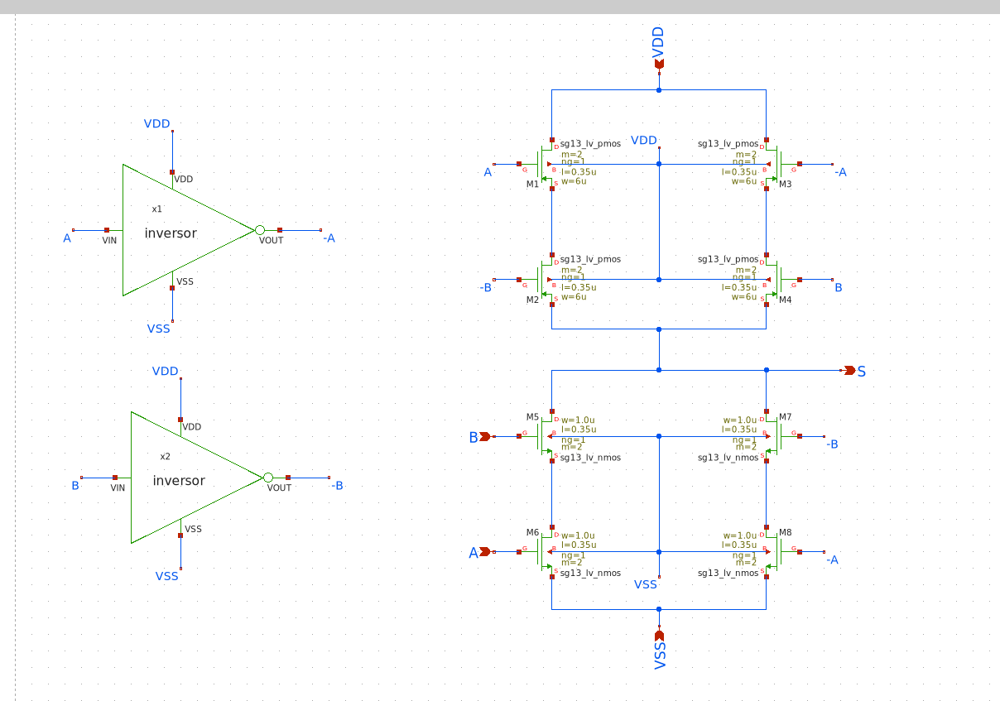 VDD
VDD
VDD
x1
inversor
A
VIN
VOUT
-A
VSS
VSS
VDD
VDD
x2
inversor
B
VIN
VOUT
-B
VSS
VSS
VDD
D
sg13_lv_pmos
m=2
ng=1
l=0.35u
w=6u
A
G
B
S
M1
VDD
sg13_lv_pmos
D
m=2
ng=1
l=0.35u
w=6u
B
G
-A
S
M3
D
sg13_lv_pmos
m=2
ng=1
l=0.35u
w=6u
-B
G
B
S
M2
sg13_lv_pmos
D
m=2
ng=1
l=0.35u
w=6u
B
G
B
S
M4
S
M5
D
w=1.0u
l=0.35u
ng=1
m=2
sg13_lv_nmos
B
G
B
S
M7
w=1.0u
D
l=0.35u
ng=1
m=2
sg13_lv_nmos
B
G
-B
S
M6
D
w=1.0u
l=0.35u
ng=1
m=2
sg13_lv_nmos
A
G
B
S
M8
w=1.0u
D
l=0.35u
ng=1
m=2
sg13_lv_nmos
B
G
-A
S
VSS
VSS